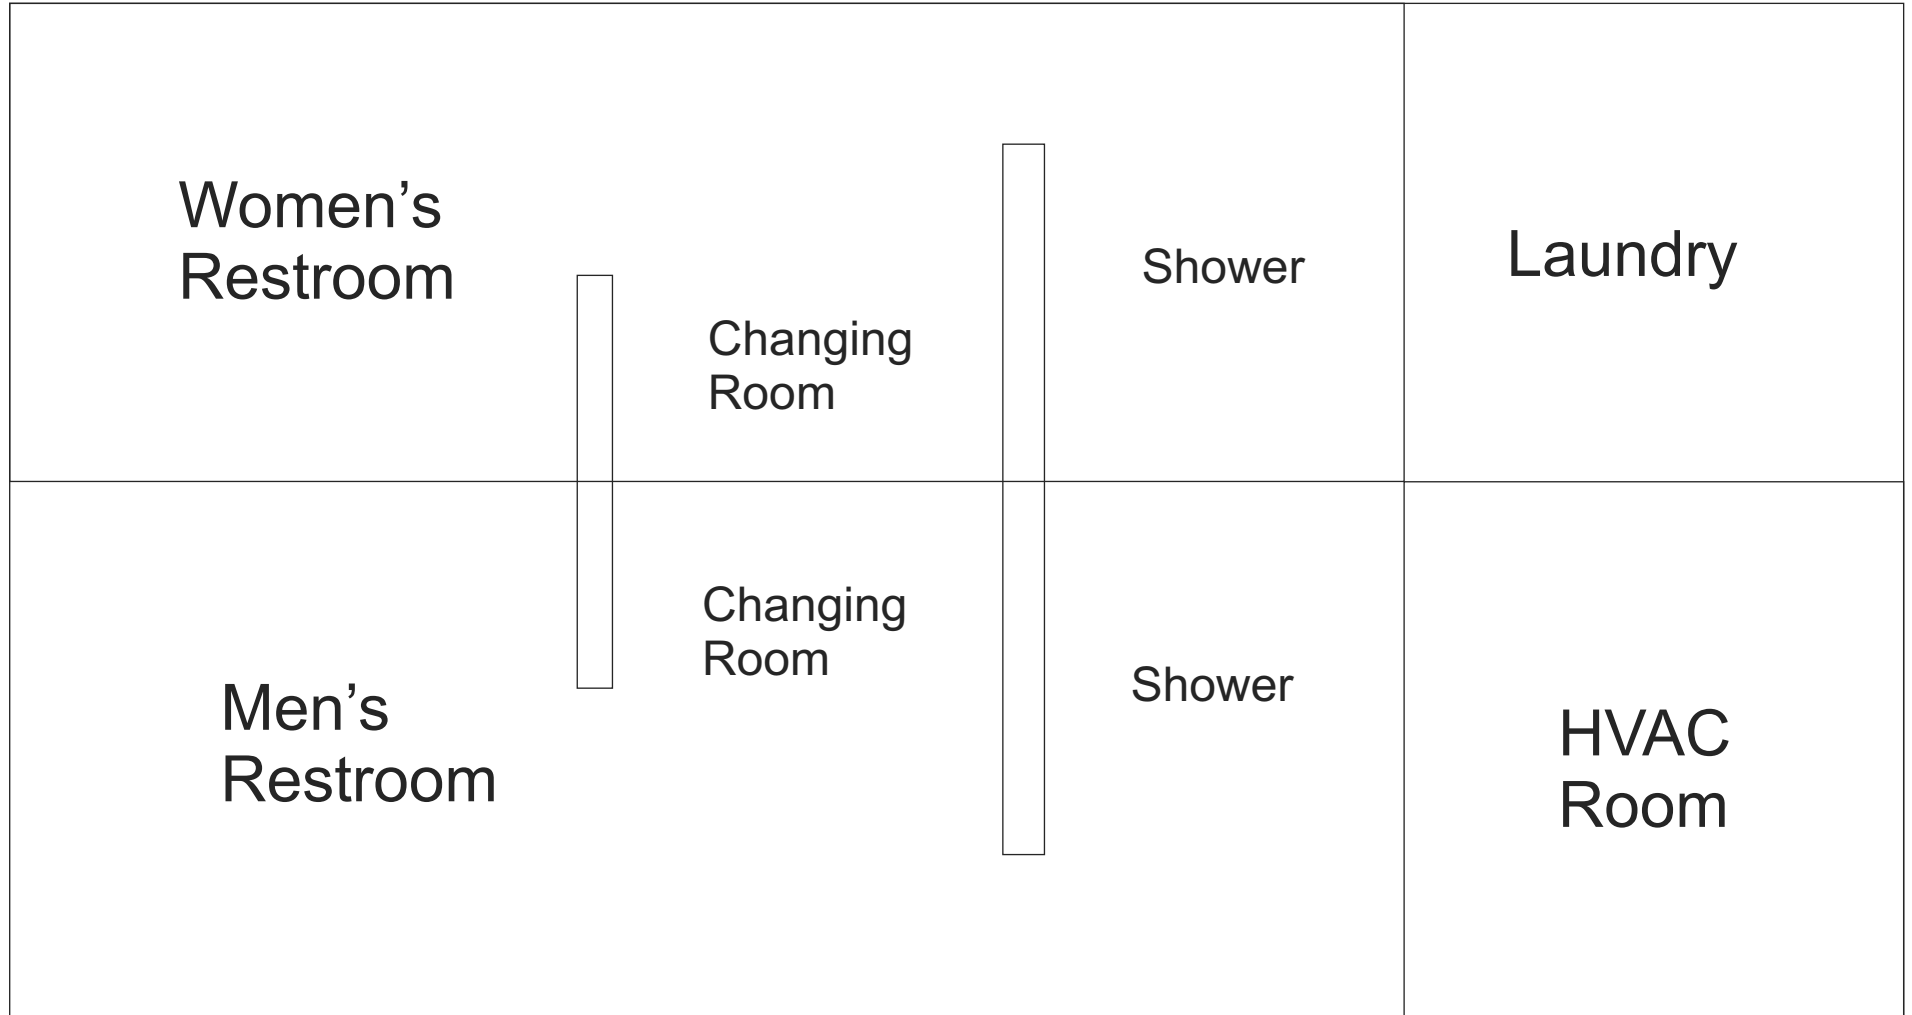 Women’s
Restroom
Changing
Room
Shower
Laundry
Men’s
Restroom
Changing
Room
Shower
HVAC
Room